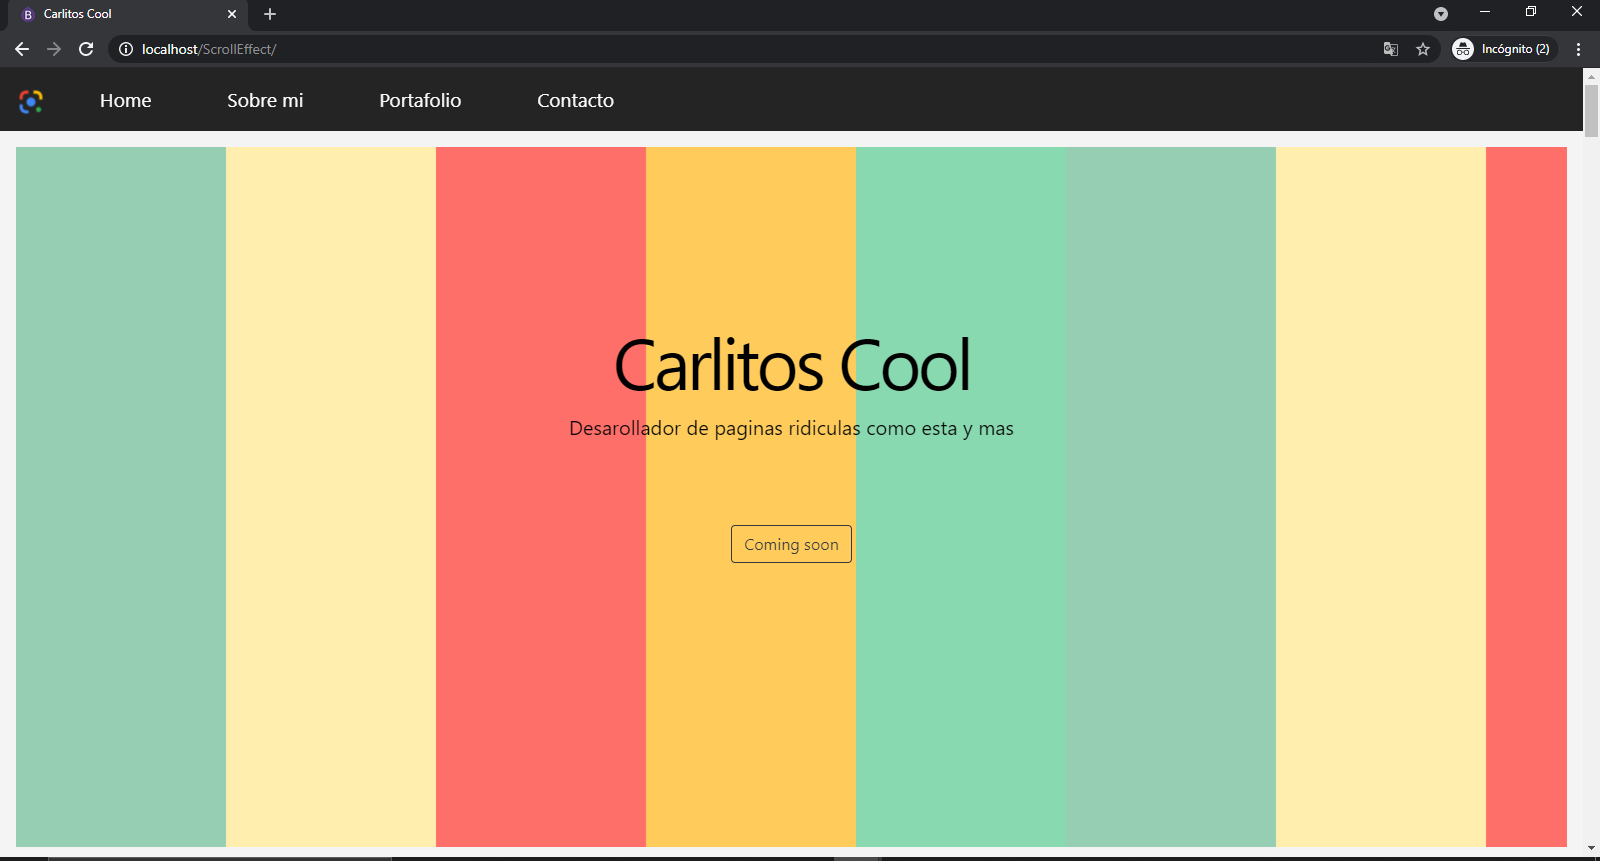 B Carlitos Cool
localhost/ScrollEffect/
Incógnito (2)
Home Sobre mi Portafolio Contacto
Carlitos Cool
Desarollador de paginas ridiculas como esta y mas
Coming soon